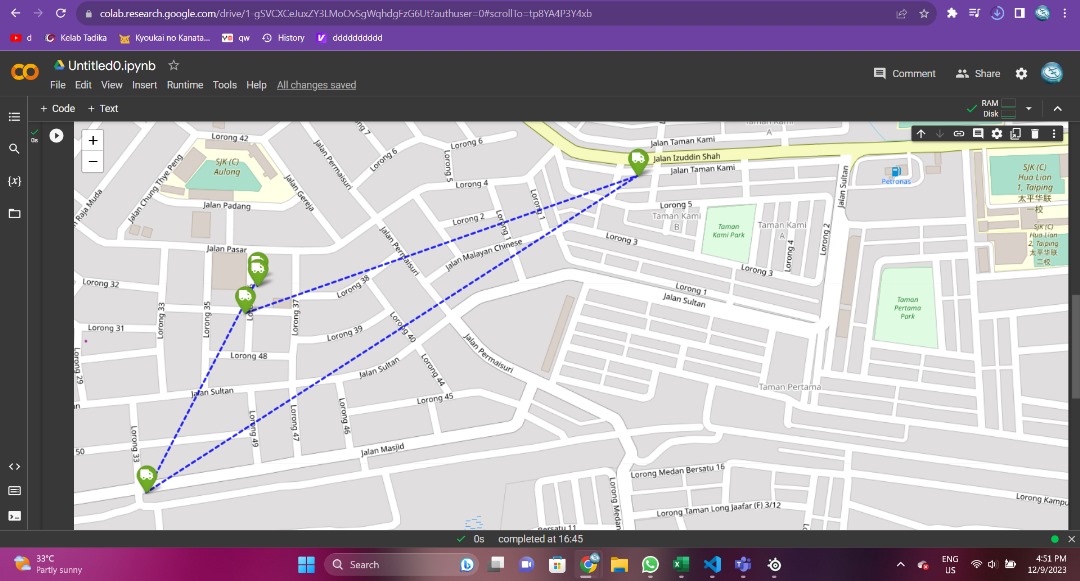 colab.research.google.com/drive/1-gSVCXCeJuxZY3LMoOvSgWqhdgFzG6Ut?authuser=0#scrollTo=tp8YA4P3Y4xb
d Kelab Tadika Kyoukai no Kanata... qw History dddddddddd
Untitled0.ipynb
File Edit View Insert Runtime Tools Help All changes saved
Comment Share
+ Code + Text
RAM
Disk
0s
+
−
Lorong 42
SJK (C)
Aulong
Jalan Chung Thye Peng
Jalan Gereja
Jalan Padang
Raja Muda
Jalan Permaisuri
Lorong 6
Lorong 6
Lorong 5
Lorong 4
Lorong 2
Lorong 1
Lorong 1
Jalan Malayan Chinese
Jalan Permaisuri
Jalan Taman Kami
A
Jalan Izuddin Shah
Jalan Taman Kami
Lorong 5
Taman Kami
B
Taman
Kami Park
Taman Kami
A
Lorong 4
Lorong 2
Jalan Sultan
Petronas
SJK (C)
Hua Lian
1, Taiping
太平华联
一校
SJK (C)
Hua Lian
2, Taiping
太平华联
二校
Lorong 3
Lorong 3
Lorong 1
Jalan Sultan
Taman
Pertama
Park
Taman Pertama
Jalan Pasar
Lorong 32
Lorong 33
Lorong 35
Lorong 37
Lorong 38
Lorong 31
Lorong 39
Lorong 40
Lorong 29
Lorong 48
Jalan Sultan
Jalan Sultan
Lorong 44
Lorong 45
Jalan Permaisuri
Lorong 33
Lorong 49
Lorong 47
Lorong 46
50
Jalan Masjid
Lorong Medan Bersatu 16
Lorong Medan
Lorong Taman Long Jaafar (F) 3/12
Lorong Kampu
ersatu 11
0s completed at 16:45
33°C
Partly sunny
Search
ENG
US
4:51 PM
12/9/2023